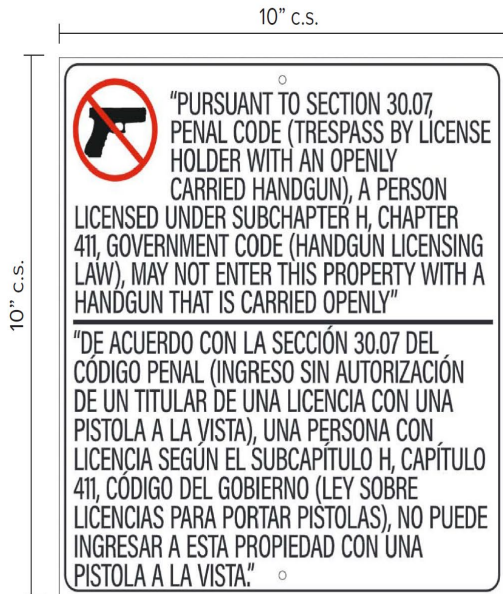 10” c.s.
10” c.s.
“PURSUANT TO SECTION 30.07,
PENAL CODE (TRESPASS BY LICENSE
HOLDER WITH AN OPENLY
CARRIED HANDGUN), A PERSON
LICENSED UNDER SUBCHAPTER H, CHAPTER
411, GOVERNMENT CODE (HANDGUN LICENSING
LAW), MAY NOT ENTER THIS PROPERTY WITH A
HANDGUN THAT IS CARRIED OPENLY”
“DE ACUERDO CON LA SECCIÓN 30.07 DEL
CÓDIGO PENAL (INGRESO SIN AUTORIZACIÓN
DE UN TITULAR DE UNA LICENCIA CON UNA
PISTOLA A LA VISTA), UNA PERSONA CON
LICENCIA SEGÚN EL SUBCAPÍTULO H, CAPÍTULO
411, CÓDIGO DEL GOBIERNO (LEY SOBRE
LICENCIAS PARA PORTAR PISTOLAS), NO PUEDE
INGRESAR A ESTA PROPIEDAD CON UNA
PISTOLA A LA VISTA.”